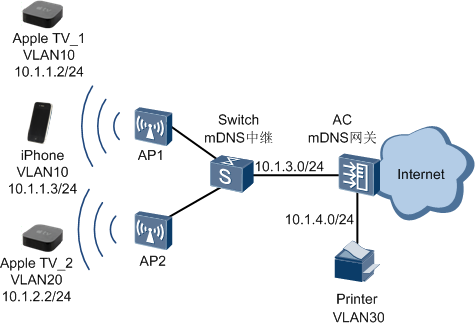 Apple TV_1
VLAN10
10.1.1.2/24
iPhone
VLAN10
10.1.1.3/24
Apple TV_2
VLAN20
10.1.2.2/24
AP1
AP2
Switch
mDNS中继
S
10.1.3.0/24
AC
mDNS网关
Internet
10.1.4.0/24
Printer
VLAN30